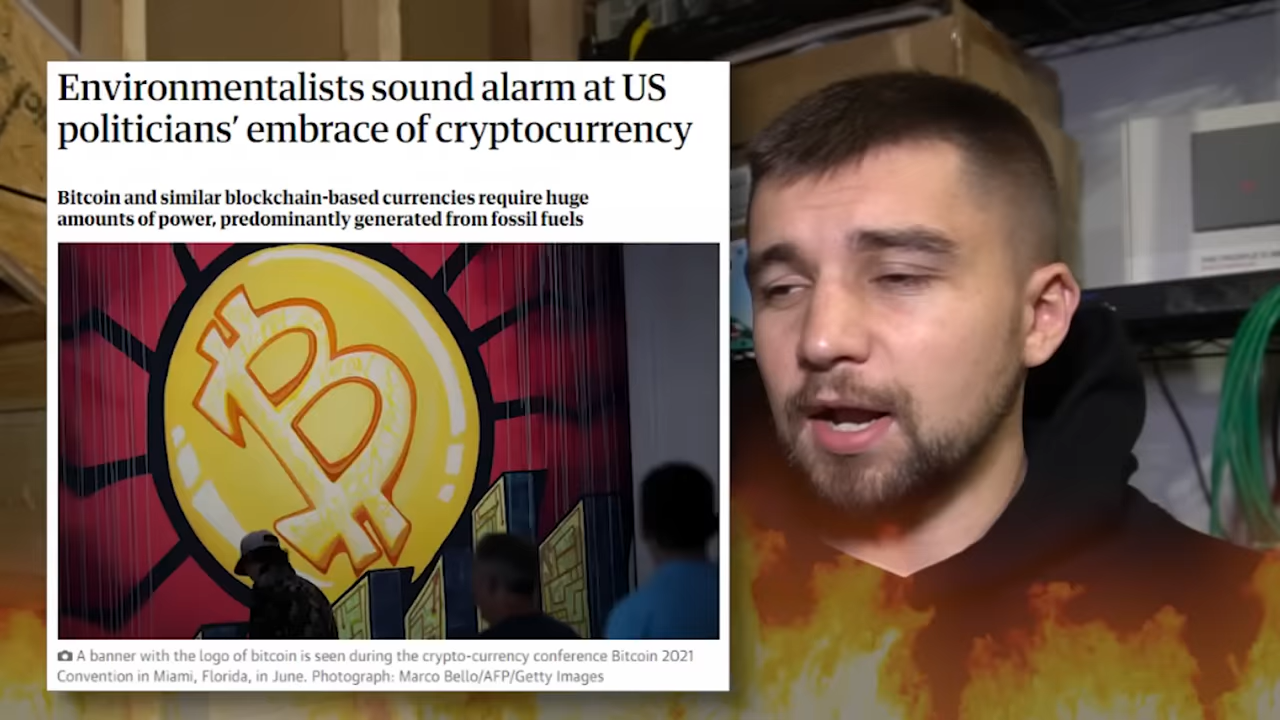 Environmentalists sound alarm at US
politicians’ embrace of cryptocurrency
Bitcoin and similar blockchain-based currencies require huge
amounts of power, predominantly generated from fossil fuels
A banner with the logo of bitcoin is seen during the crypto-currency conference Bitcoin 2021
Convention in Miami, Florida, in June. Photograph: Marco Bello/AFP/Getty Images